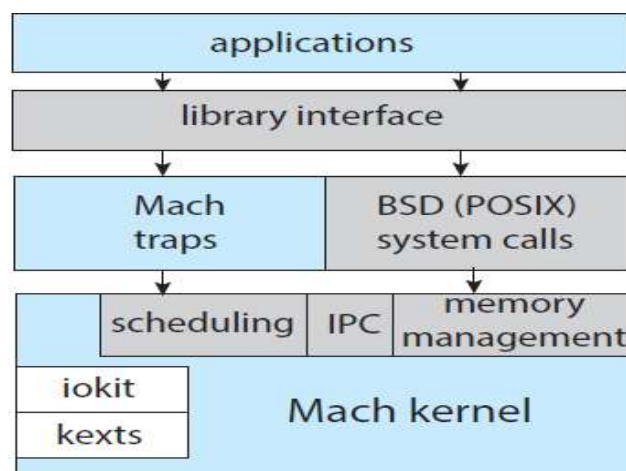 applications
library interface
Mach
traps
BSD (POSIX)
system calls
scheduling
IPC
memory
management
iokit
kexts
Mach kernel